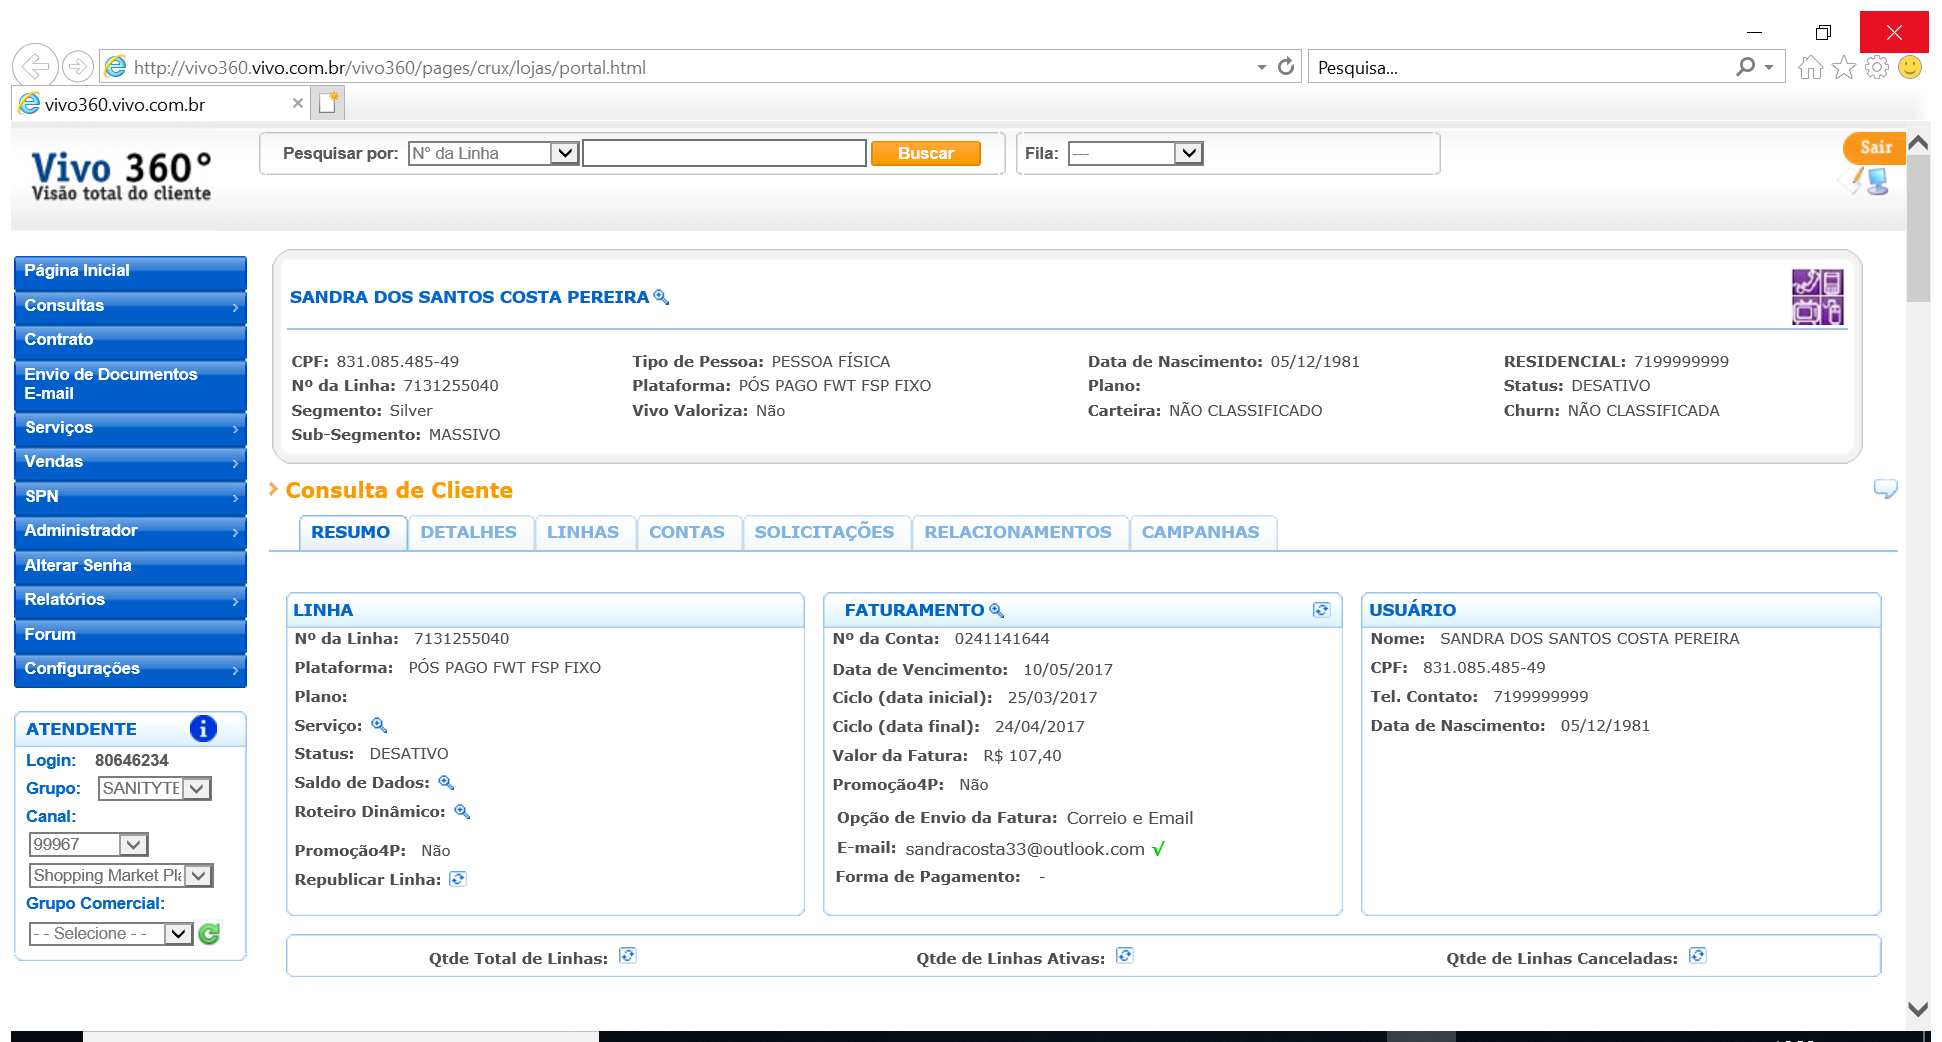 http://vivo360.vivo.com.br/vivo360/pages/crux/lojas/portal.html
Pesquisa...
vivo360.vivo.com.br
Vivo 360°
Visão total do cliente
Pesquisar por: N° da Linha Buscar
Fila: ---
Sair
Página Inicial
Consultas
Contrato
Envio de Documentos
E-mail
Serviços
Vendas
SPN
Administrador
Alterar Senha
Relatórios
Forum
Configurações
ATENDENTE
Login: 80646234
Grupo: SANITYTE
Canal:
99967
Shopping Market Pla
Grupo Comercial:
- - Selecione - -
SANDRA DOS SANTOS COSTA PEREIRA
CPF: 831.085.485-49
Nº da Linha: 7131255040
Segmento: Silver
Sub-Segmento: MASSIVO
Tipo de Pessoa: PESSOA FÍSICA
Plataforma: PÓS PAGO FWT FSP FIXO
Vivo Valoriza: Não
Data de Nascimento: 05/12/1981
Plano:
Carteira: NÃO CLASSIFICADO
RESIDENCIAL: 7199999999
Status: DESATIVO
Churn: NÃO CLASSIFICADA
Consulta de Cliente
RESUMO DETALHES LINHAS CONTAS SOLICITAÇÕES RELACIONAMENTOS CAMPANHAS
LINHA
Nº da Linha: 7131255040
Plataforma: PÓS PAGO FWT FSP FIXO
Plano:
Serviço:
Status: DESATIVO
Saldo de Dados:
Roteiro Dinâmico:
Promoção4P: Não
Republicar Linha:
FATURAMENTO
Nº da Conta: 0241141644
Data de Vencimento: 10/05/2017
Ciclo (data inicial): 25/03/2017
Ciclo (data final): 24/04/2017
Valor da Fatura: R$ 107,40
Promoção4P: Não
Opção de Envio da Fatura: Correio e Email
E-mail: sandracosta33@outlook.com √
Forma de Pagamento: -
USUÁRIO
Nome: SANDRA DOS SANTOS COSTA PEREIRA
CPF: 831.085.485-49
Tel. Contato: 7199999999
Data de Nascimento: 05/12/1981
Qtde Total de Linhas:
Qtde de Linhas Ativas:
Qtde de Linhas Canceladas: